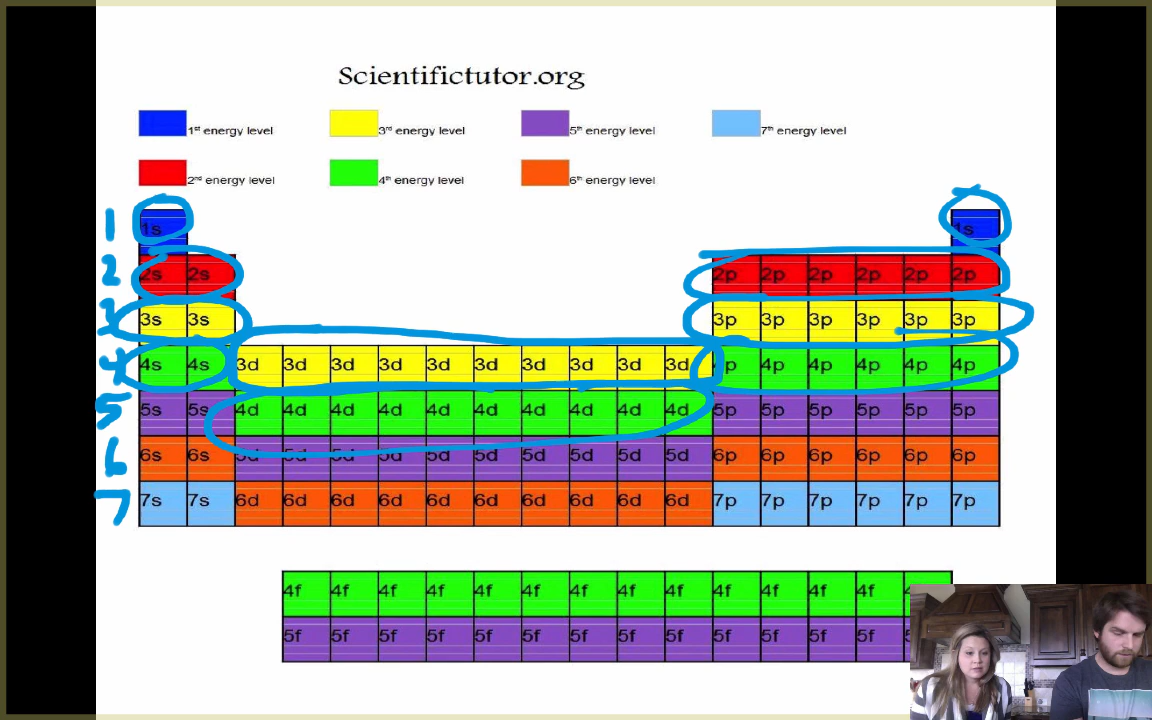 Scientifictutor.org
1st energy level 3rd energy level 5th energy level 7th energy level
2nd energy level 4th energy level 6th energy level
1 1s 1s
2 2s 2s 2p 2p 2p 2p 2p 2p
3 3s 3s 3p 3p 3p 3p 3p 3p
4 4s 4s 3d 3d 3d 3d 3d 3d 3d 3d 3d 3d 4p 4p 4p 4p 4p 4p
5 5s 5s 4d 4d 4d 4d 4d 4d 4d 4d 4d 4d 5p 5p 5p 5p 5p 5p
6 6s 6s 5d 5d 5d 5d 5d 5d 5d 5d 5d 5d 6p 6p 6p 6p 6p 6p
7 7s 7s 6d 6d 6d 6d 6d 6d 6d 6d 6d 6d 7p 7p 7p 7p 7p 7p
4f 4f 4f 4f 4f 4f 4f 4f 4f 4f 4f 4f 4f
5f 5f 5f 5f 5f 5f 5f 5f 5f 5f 5f 5f 5f